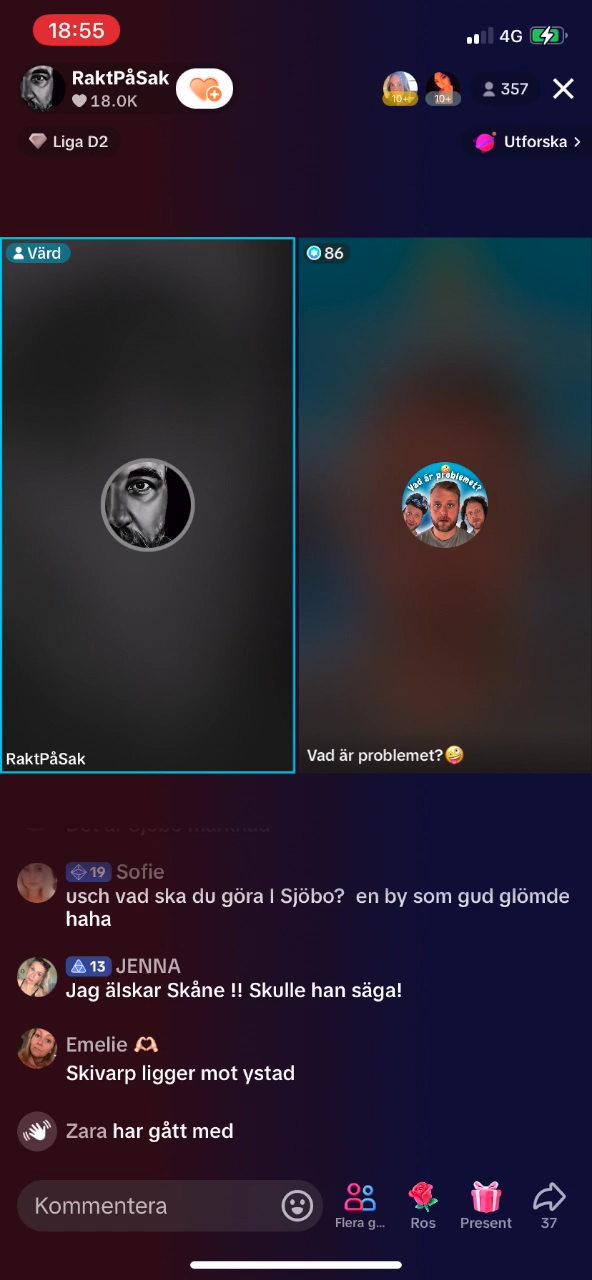 18:55
4G
RaktPåSak
18.0K
10+
10+
357
Liga D2
Utforska >
Värd
86
Vad är problemet?
RaktPåSak
Vad är problemet?🤪
19 Sofie
usch vad ska du göra I Sjöbo? en by som gud glömde
haha
13 JENNA
Jag älskar Skåne !! Skulle han säga!
Emelie 🫶🏻
Skivarp ligger mot ystad
Zara har gått med
Kommentera
Flera g...
Ros
Present
37